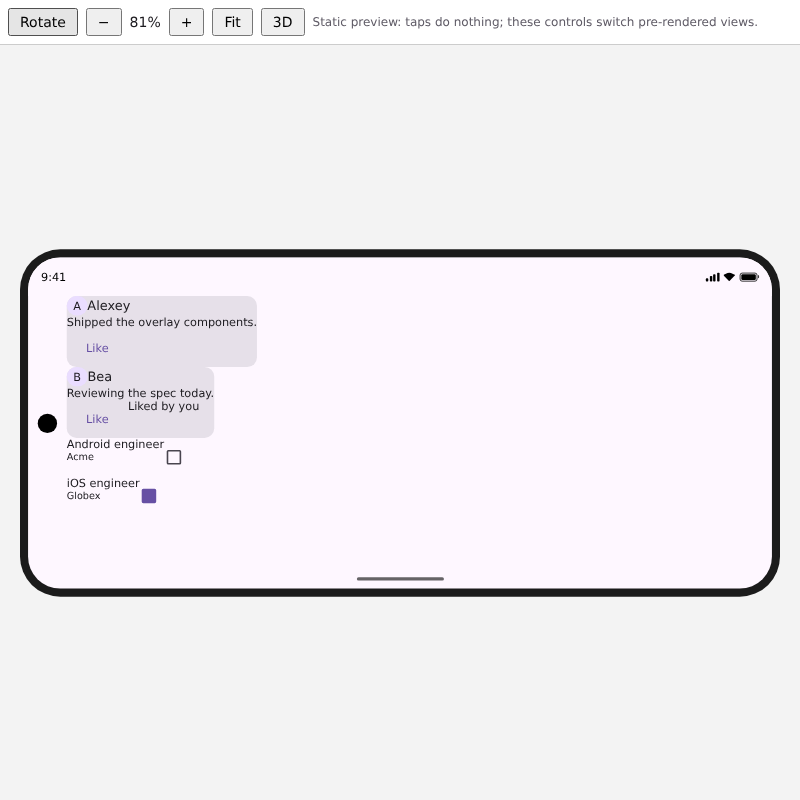 Rotate − 81% + Fit 3D Static preview: taps do nothing; these controls switch pre-rendered views.
9:41
A Alexey
Shipped the overlay components.
Like
B Bea
Reviewing the spec today.
Liked by you
Like
Android engineer
Acme
iOS engineer
Globex